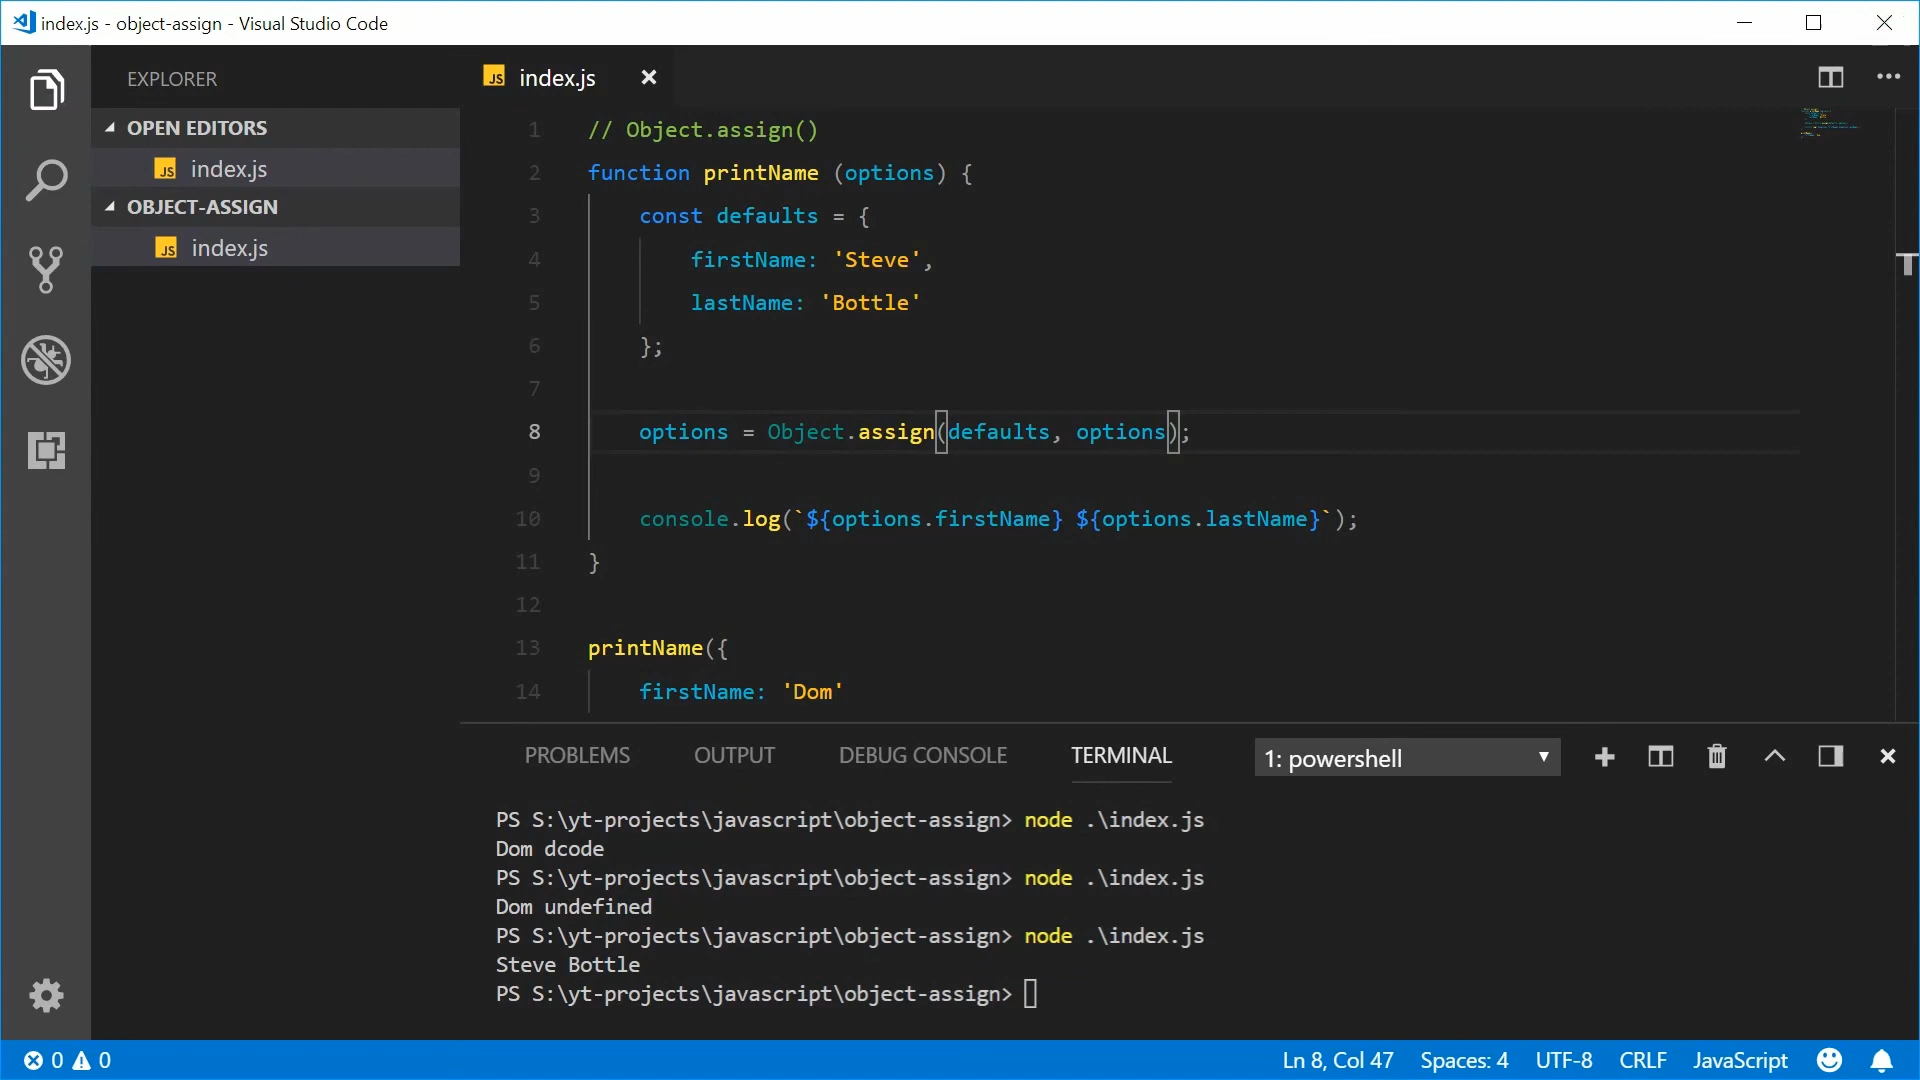 index.js - object-assign - Visual Studio Code
EXPLORER
OPEN EDITORS
JS index.js
OBJECT-ASSIGN
JS index.js
JS index.js
1 // Object.assign()
2 function printName (options) {
3 const defaults = {
4 firstName: 'Steve',
5 lastName: 'Bottle'
6 };
7
8 options = Object.assign(defaults, options);
9
10 console.log(`${options.firstName} ${options.lastName}`);
11 }
12
13 printName({
14 firstName: 'Dom'
PROBLEMS OUTPUT DEBUG CONSOLE TERMINAL 1: powershell
PS S:\yt-projects\javascript\object-assign> node .\index.js
Dom dcode
PS S:\yt-projects\javascript\object-assign> node .\index.js
Dom undefined
PS S:\yt-projects\javascript\object-assign> node .\index.js
Steve Bottle
PS S:\yt-projects\javascript\object-assign>
0 0 Ln 8, Col 47 Spaces: 4 UTF-8 CRLF JavaScript